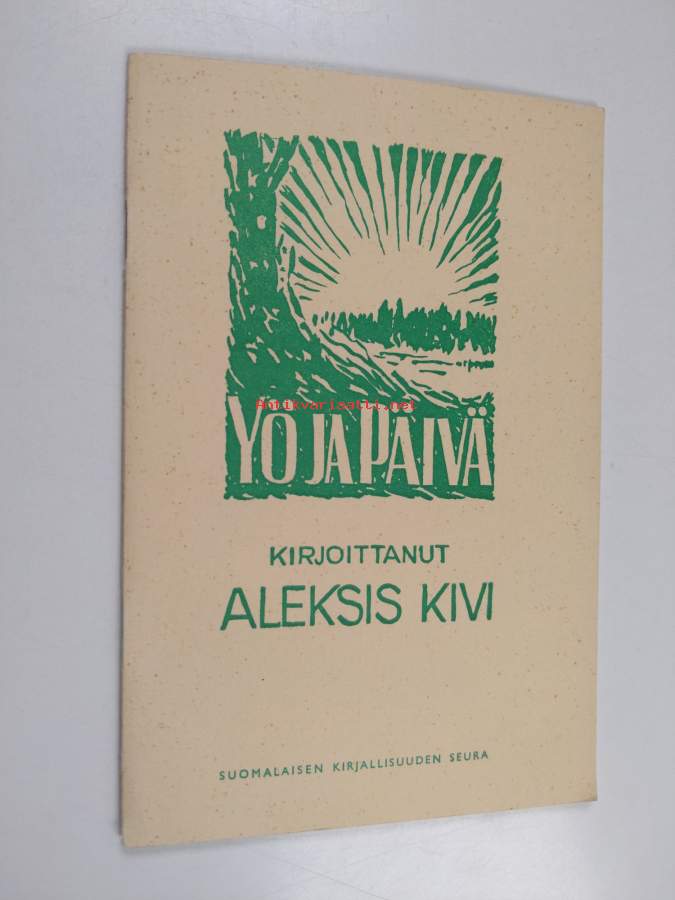 Antikvariaatti.net
YÖ JA PÄIVÄ
KIRJOITTANUT
ALEKSIS KIVI
SUOMALAISEN KIRJALLISUUDEN SEURA